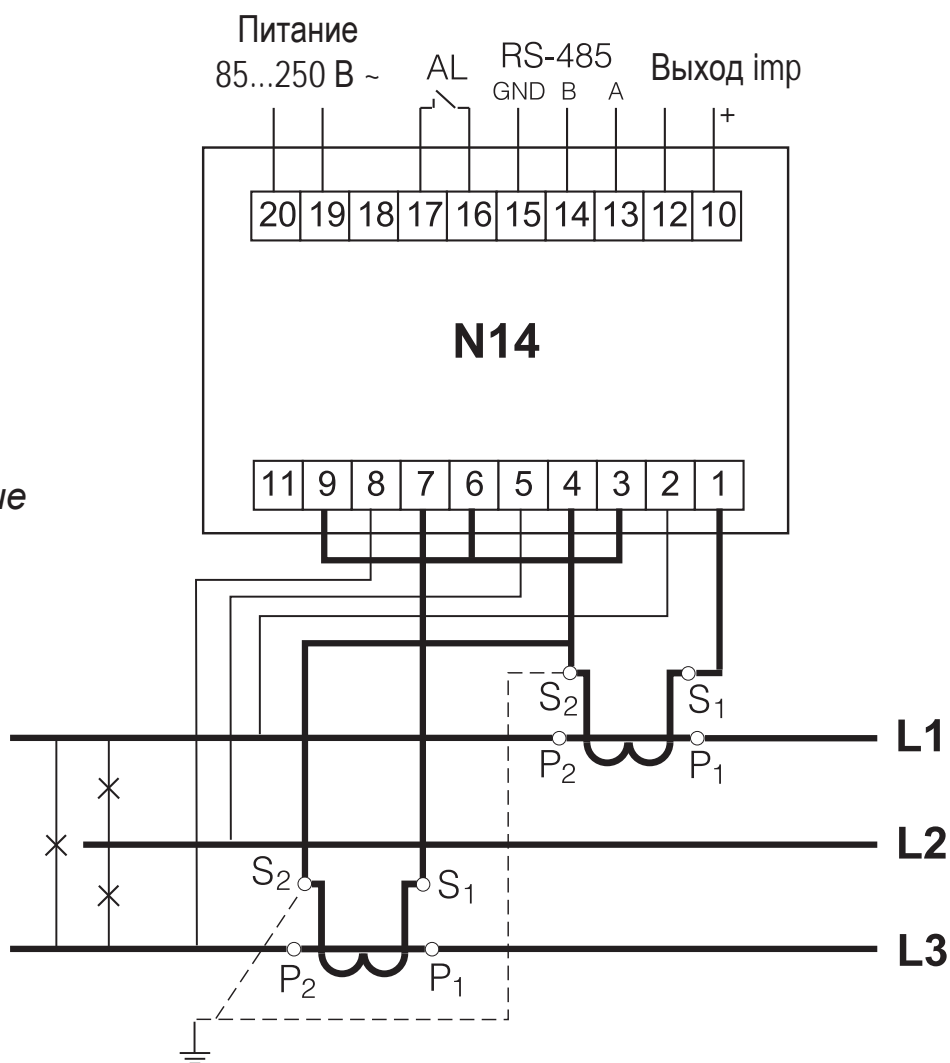 Питание
85...250 В ~
AL
RS-485
GND B A
Выход imp
+
20 19 18 17 16 15 14 13 12 10
N14
11 9 8 7 6 5 4 3 2 1
S2 S1
P2 P1
L1
L2
S2 S1
P2 P1
L3